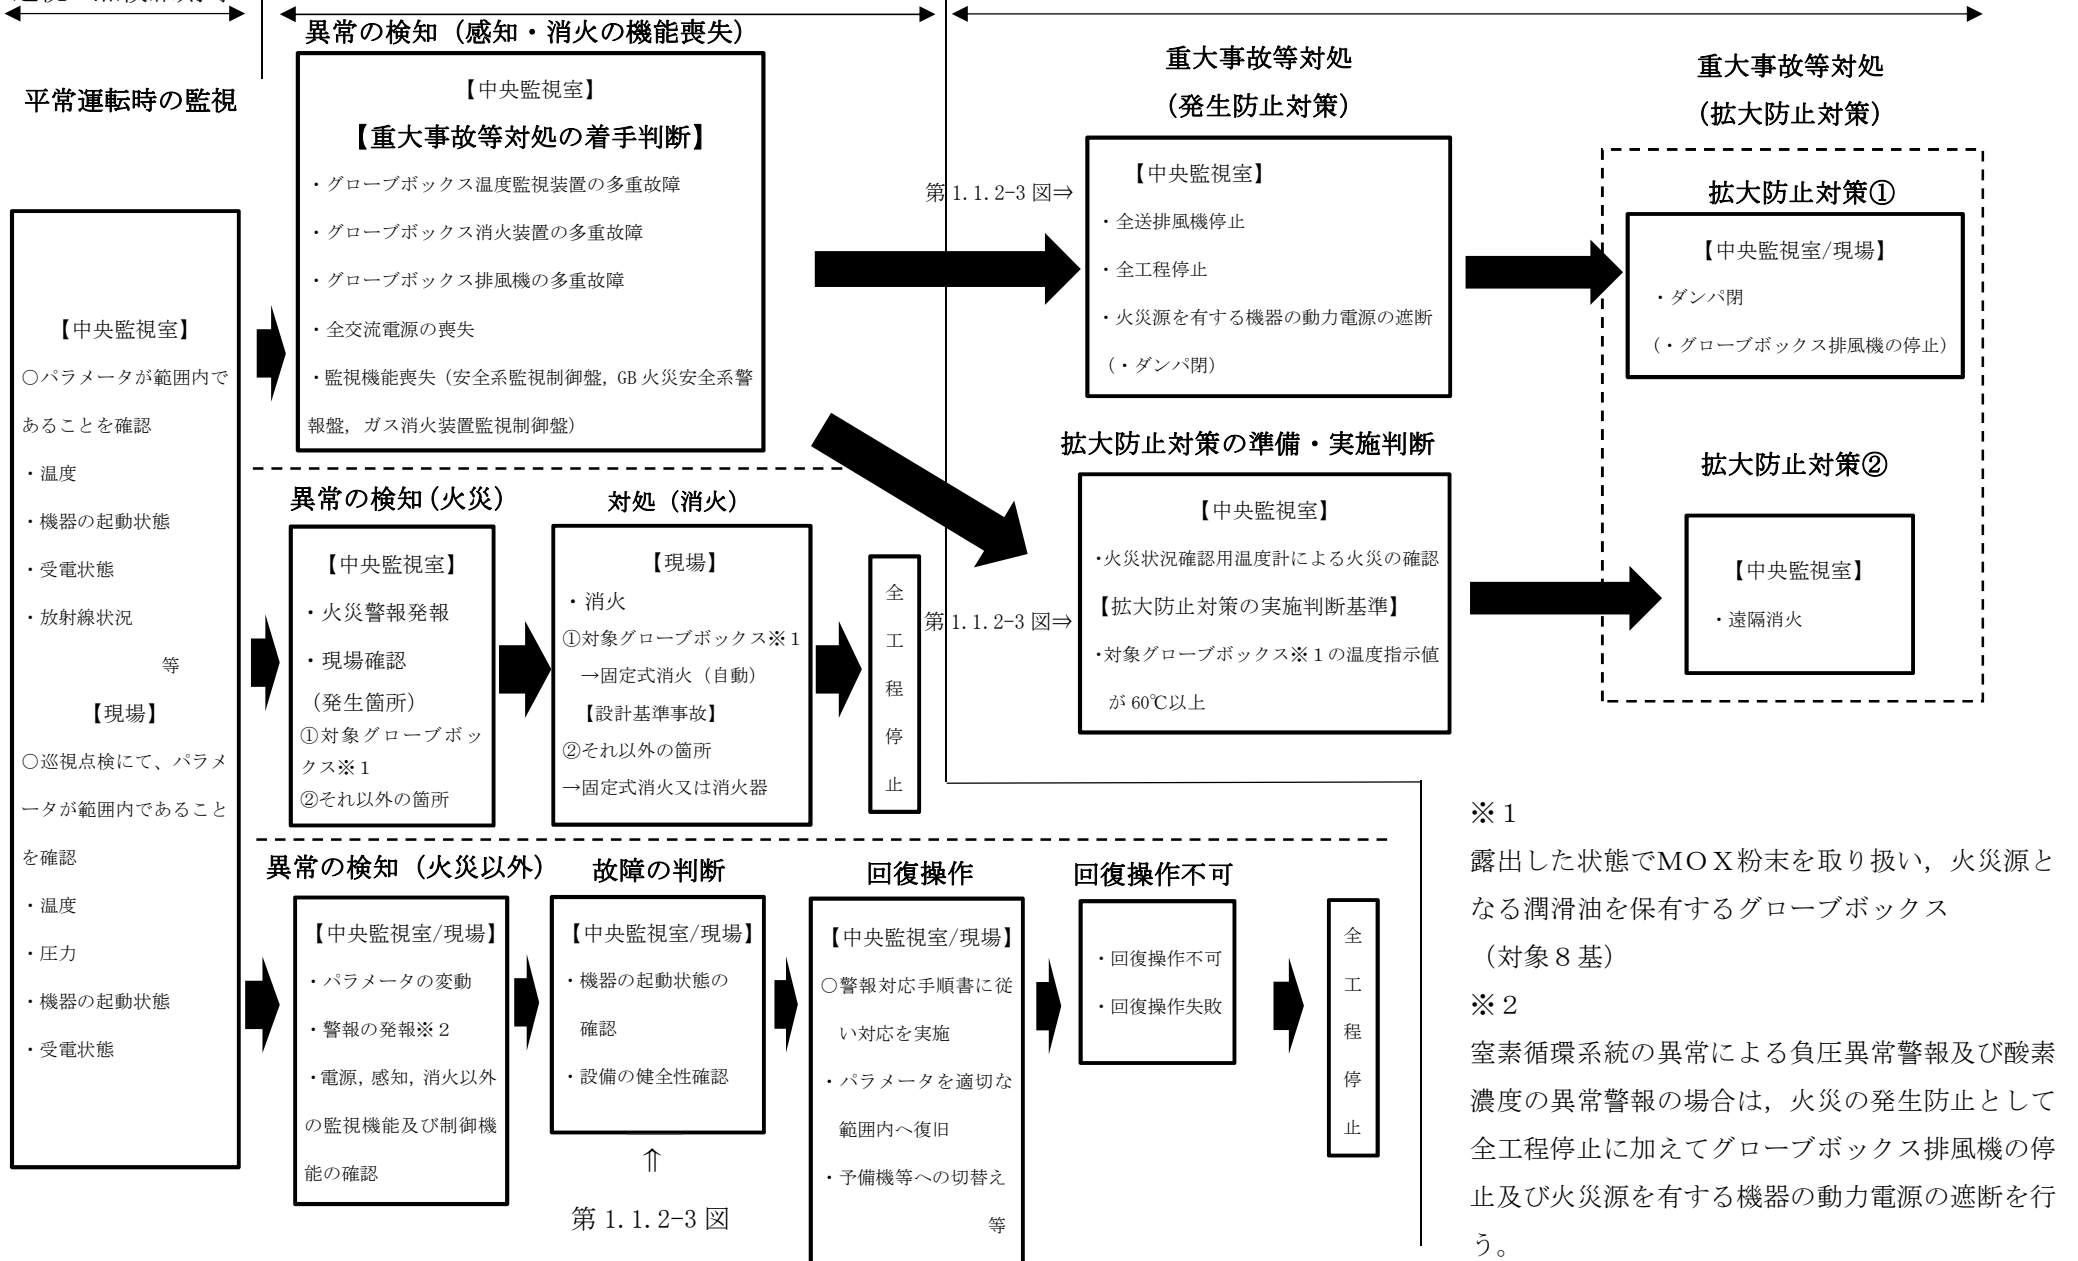 平常運転時の監視
【中央監視室】
○パラメータが範囲内で
あることを確認
・温度
・機器の起動状態
・受電状態
・放射線状況
等
【現場】
○巡視点検にて、パラメ
ータが範囲内であること
を確認
・温度
・圧力
・機器の起動状態
・受電状態
異常の検知（感知・消火の機能喪失）
【中央監視室】
【重大事故等対処の着手判断】
・グローブボックス温度監視装置の多重故障
・グローブボックス消火装置の多重故障
・グローブボックス排風機の多重故障
・全交流電源の喪失
・監視機能喪失（安全系監視制御盤，GB 火災安全系警
報盤，ガス消火装置監視制御盤）
重大事故等対処
（発生防止対策）
第 1.1.2-3 図⇒
【中央監視室】
・全送排風機停止
・全工程停止
・火災源を有する機器の動力電源の遮断
（・ダンパ閉）
重大事故等対処
（拡大防止対策）
拡大防止対策①
【中央監視室/現場】
・ダンパ閉
（・グローブボックス排風機の停止）
拡大防止対策の準備・実施判断
第 1.1.2-3 図⇒
【中央監視室】
・火災状況確認用温度計による火災の確認
【拡大防止対策の実施判断基準】
・対象グローブボックス※１の温度指示値
が 60℃以上
拡大防止対策②
【中央監視室】
・遠隔消火
異常の検知（火災）
【中央監視室】
・火災警報発報
・現場確認
（発生箇所）
①対象グローブボッ
クス※１
②それ以外の箇所
対処（消火）
【現場】
・消火
①対象グローブボックス※１
→固定式消火（自動）
【設計基準事故】
②それ以外の箇所
→固定式消火又は消火器
全
工
程
停
止
異常の検知（火災以外）
【中央監視室/現場】
・パラメータの変動
・警報の発報※２
・電源，感知，消火以外
の監視機能及び制御機
能の確認
故障の判断
【中央監視室/現場】
・機器の起動状態の
確認
・設備の健全性確認
⇑
第 1.1.2-3 図
回復操作
【中央監視室/現場】
○警報対応手順書に従
い対応を実施
・パラメータを適切な
範囲内へ復旧
・予備機等への切替え
等
回復操作不可
・回復操作不可
・回復操作失敗
全
工
程
停
止
※１
露出した状態でＭＯＸ粉末を取り扱い，火災源と
なる潤滑油を保有するグローブボックス
（対象８基）
※２
窒素循環系統の異常による負圧異常警報及び酸素
濃度の異常警報の場合は，火災の発生防止として
全工程停止に加えてグローブボックス排風機の停
止及び火災源を有する機器の動力電源の遮断を行
う。